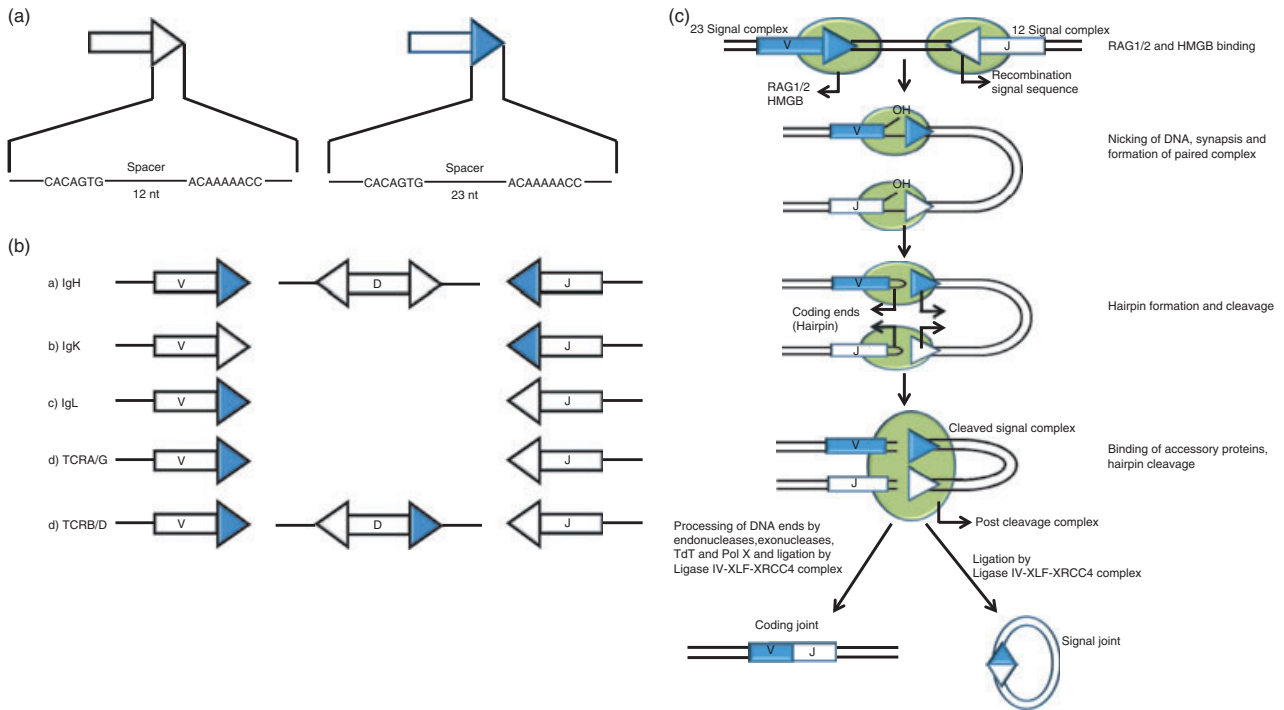 (a)
Spacer
CACAGTG
ACAAAAACC
12 nt
Spacer
CACAGTG
ACAAAAACC
23 nt
(b)
a) IgH
V
D
J
b) IgK
V
J
c) IgL
V
J
d) TCRA/G
V
J
d) TCRB/D
V
D
J
(c)
23 Signal complex
12 Signal complex
V
J
RAG1/2 and HMGB binding
RAG1/2
HMGB
Recombination
signal sequence
OH
V
Nicking of DNA, synapsis and
formation of paired complex
OH
J
V
Coding ends
(Hairpin)
Hairpin formation and cleavage
J
Cleaved signal complex
V
Binding of accessory proteins,
hairpin cleavage
J
Post cleavage complex
Processing of DNA ends by
endonucleases,exonucleases,
TdT and Pol X and ligation by
Ligase IV-XLF-XRCC4 complex
Ligation by
Ligase IV-XLF-XRCC4 complex
Coding joint
V
J
Signal joint